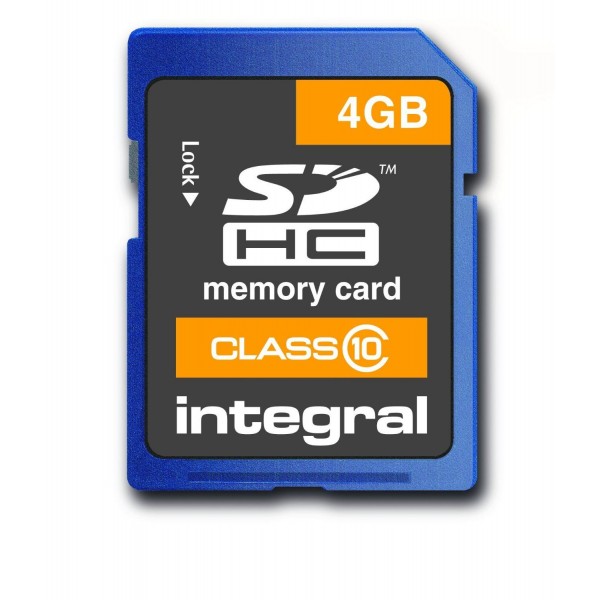 4GB
Lock
SD™
HC
memory card
CLASS 10
integral